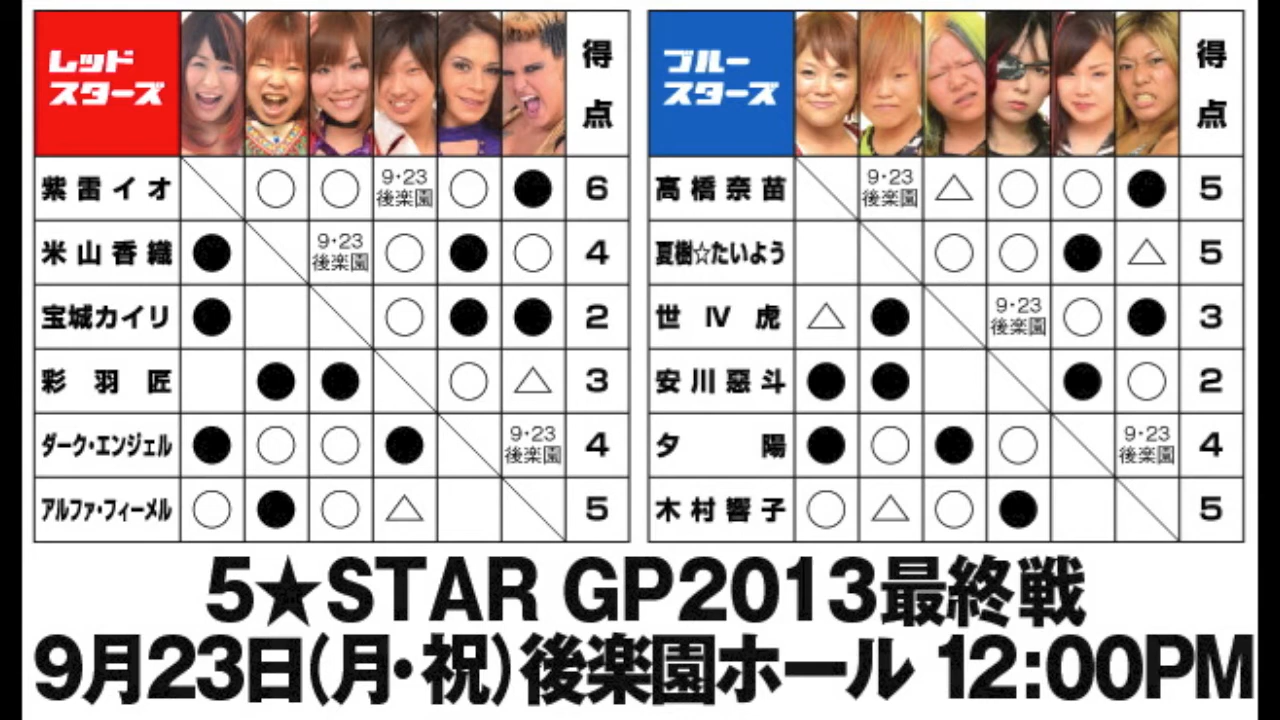 レッド
スターズ
得点
紫雷イオ ○ ○ 9・23 後楽園 ○ ● 6
米山香織 ● 9・23 後楽園 ○ ● ○ 4
宝城カイリ ● ○ ● ● 2
彩羽匠 ● ● ○ △ 3
ダーク・エンジェル ● ○ ○ ● 9・23 後楽園 4
アルファ・フィーメル ○ ● ○ △ 5
ブルー
スターズ
得点
高橋奈苗 9・23 後楽園 △ ○ ○ ● 5
夏樹☆たいよう ○ ○ ● △ 5
世Ⅳ虎 △ ● 9・23 後楽園 ○ ● 3
安川惡斗 ● ● ● ○ 2
夕陽 ● ○ ● ○ 9・23 後楽園 4
木村響子 ○ △ ○ ● 5
5★STAR GP2013最終戦
9月23日(月・祝)後楽園ホール 12:00PM